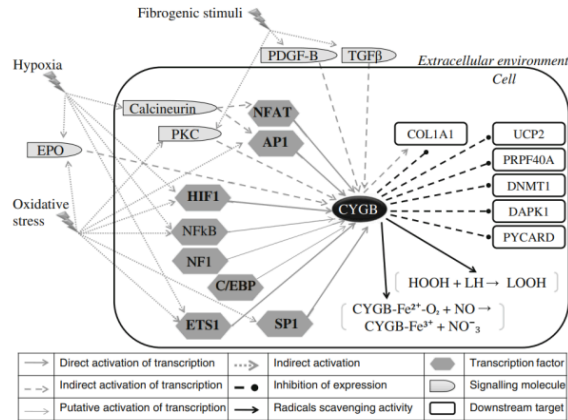 Fibrogenic stimuli
PDGF-B
TGFβ
Hypoxia
Extracellular environment
Cell
Calcineurin
NFAT
COL1A1
UCP2
PKC
AP1
EPO
PRPF40A
DNMT1
Oxidative
stress
HIF1
CYGB
DAPK1
NFkB
PYCARD
NF1
C/EBP
HOOH + LH → LOOH
CYGB-Fe²⁺-O₂ + NO →
CYGB-Fe³⁺ + NO⁻₃
ETS1
SP1
Direct activation of transcription
Indirect activation
Transcription factor
Indirect activation of transcription
Inhibition of expression
Signalling molecule
Putative activation of transcription
Radicals scavenging activity
Downstream target